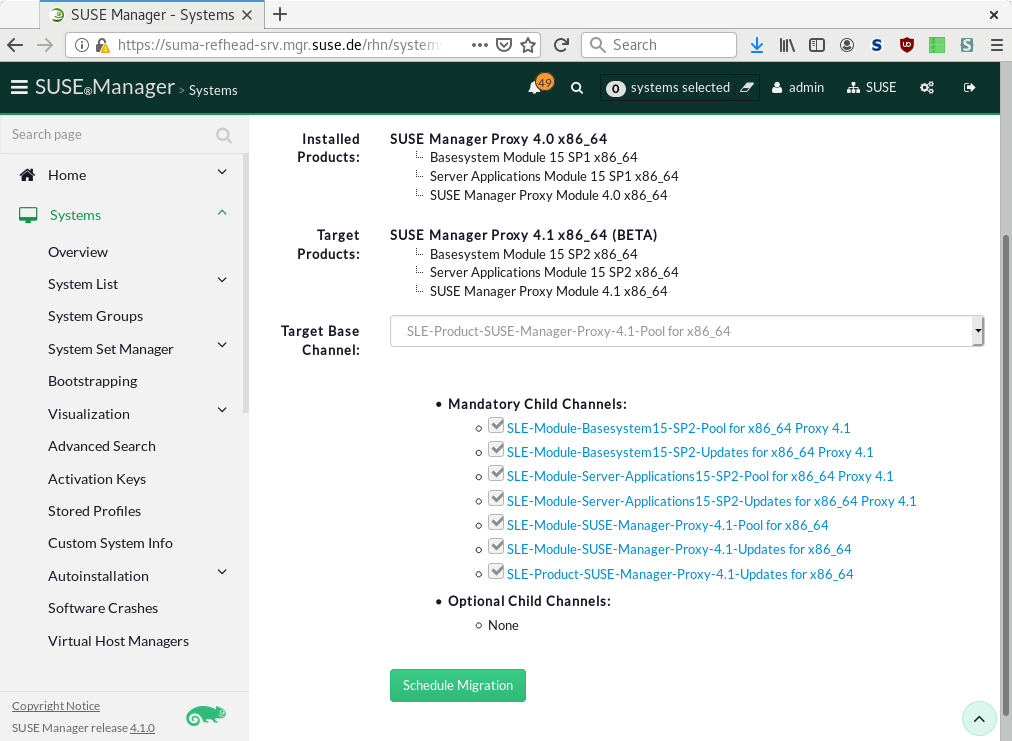 SUSE Manager - Systems
https://suma-refhead-srv.mgr.suse.de/rhn/systems
Search
SUSE®Manager > Systems
49
0 systems selected
admin
SUSE
Search page
Home
Systems
Overview
System List
System Groups
System Set Manager
Bootstrapping
Visualization
Advanced Search
Activation Keys
Stored Profiles
Custom System Info
Autoinstallation
Software Crashes
Virtual Host Managers
Copyright Notice
SUSE Manager release 4.1.0
Installed Products:
SUSE Manager Proxy 4.0 x86_64
Basesystem Module 15 SP1 x86_64
Server Applications Module 15 SP1 x86_64
SUSE Manager Proxy Module 4.0 x86_64
Target Products:
SUSE Manager Proxy 4.1 x86_64 (BETA)
Basesystem Module 15 SP2 x86_64
Server Applications Module 15 SP2 x86_64
SUSE Manager Proxy Module 4.1 x86_64
Target Base Channel:
SLE-Product-SUSE-Manager-Proxy-4.1-Pool for x86_64
Mandatory Child Channels:
SLE-Module-Basesystem15-SP2-Pool for x86_64 Proxy 4.1
SLE-Module-Basesystem15-SP2-Updates for x86_64 Proxy 4.1
SLE-Module-Server-Applications15-SP2-Pool for x86_64 Proxy 4.1
SLE-Module-Server-Applications15-SP2-Updates for x86_64 Proxy 4.1
SLE-Module-SUSE-Manager-Proxy-4.1-Pool for x86_64
SLE-Module-SUSE-Manager-Proxy-4.1-Updates for x86_64
SLE-Product-SUSE-Manager-Proxy-4.1-Updates for x86_64
Optional Child Channels:
None
Schedule Migration